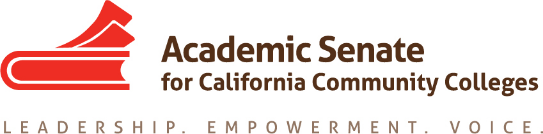 Academic Senate
for California Community Colleges
LEADERSHIP. EMPOWERMENT. VOICE.